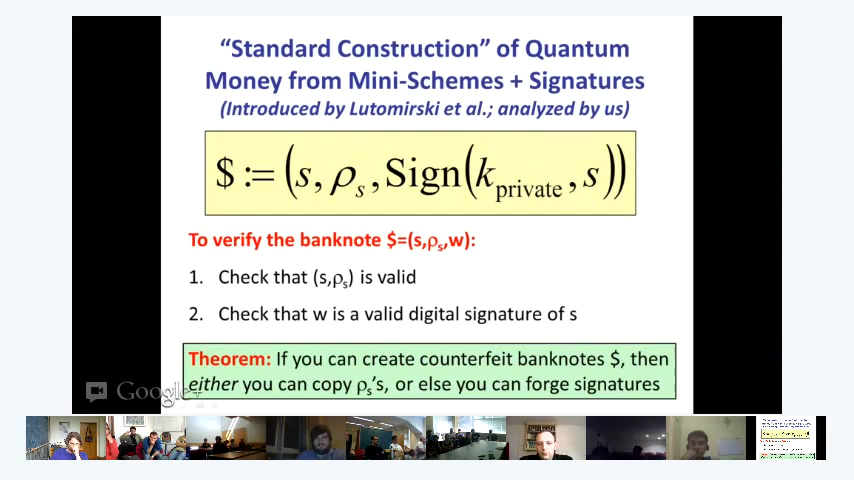 “Standard Construction” of Quantum
Money from Mini-Schemes + Signatures
(Introduced by Lutomirski et al.; analyzed by us)
$ := (s, ρₛ, Sign(k_private, s))
To verify the banknote $=(s,ρₛ,w):
1. Check that (s,ρₛ) is valid
2. Check that w is a valid digital signature of s
Theorem: If you can create counterfeit banknotes $, then
either you can copy ρₛ’s, or else you can forge signatures
Google+